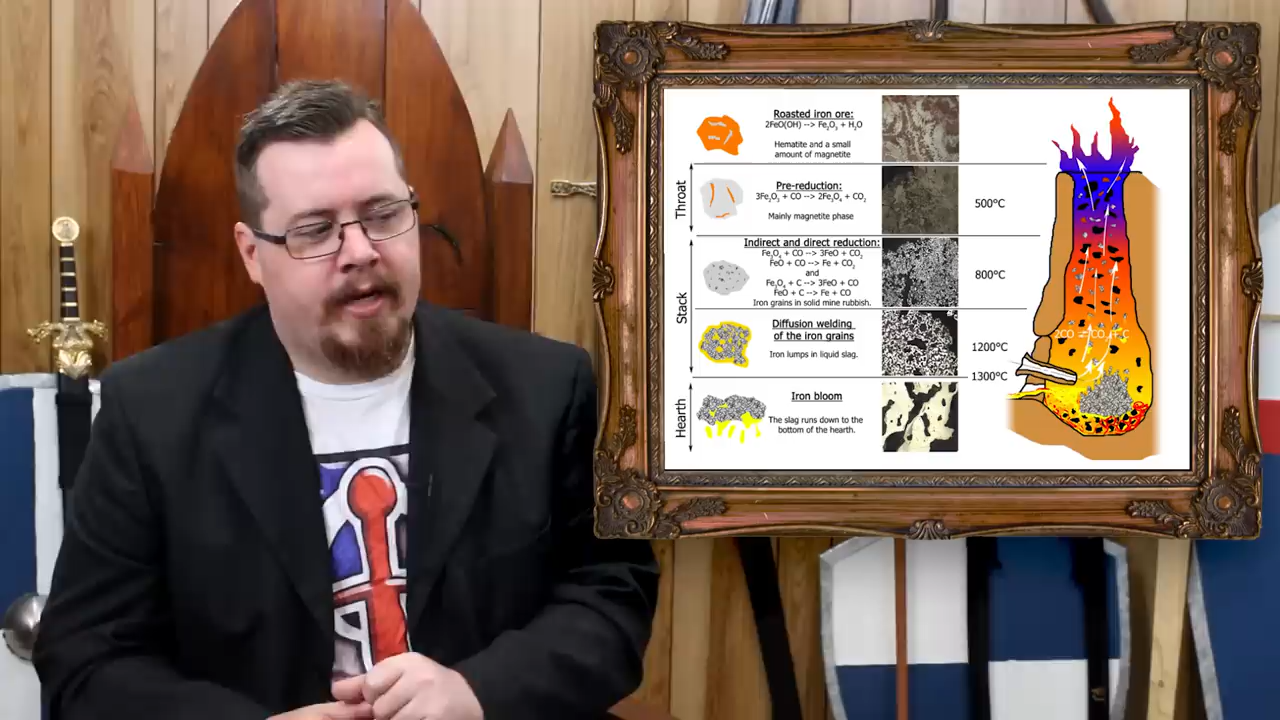 Roasted iron ore:
2FeO(OH) --> Fe₂O₃ + H₂O
Hematite and a small
amount of magnetite
Throat
Pre-reduction:
3Fe₂O₃ + CO --> 2Fe₃O₄ + CO₂
Mainly magnetite phase
500°C
Stack
Indirect and direct reduction:
Fe₃O₄ + CO --> 3FeO + CO₂
FeO + CO --> Fe + CO₂
and
Fe₃O₄ + C --> 3FeO + CO
FeO + C --> Fe + CO
Iron grains in solid mine rubbish.
800°C
Diffusion welding
of the iron grains
Iron lumps in liquid slag.
1200°C
1300°C
Hearth
Iron bloom
The slag runs down to the
bottom of the hearth.